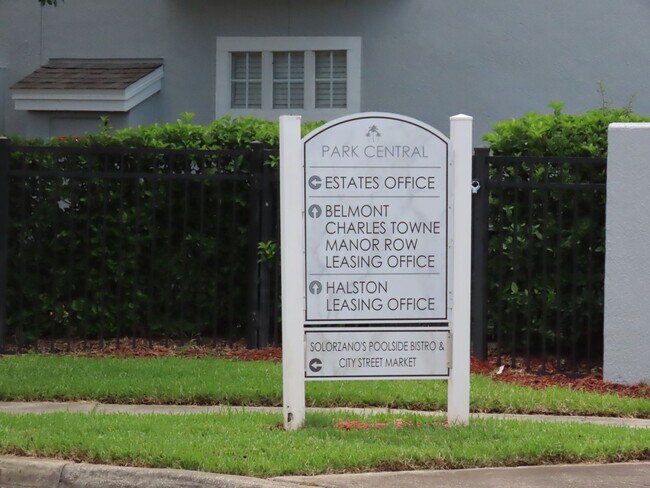 PARK CENTRAL
ESTATES OFFICE
BELMONT
CHARLES TOWNE
MANOR ROW
LEASING OFFICE
HALSTON
LEASING OFFICE
SOLORZANO'S POOLSIDE BISTRO &
CITY STREET MARKET